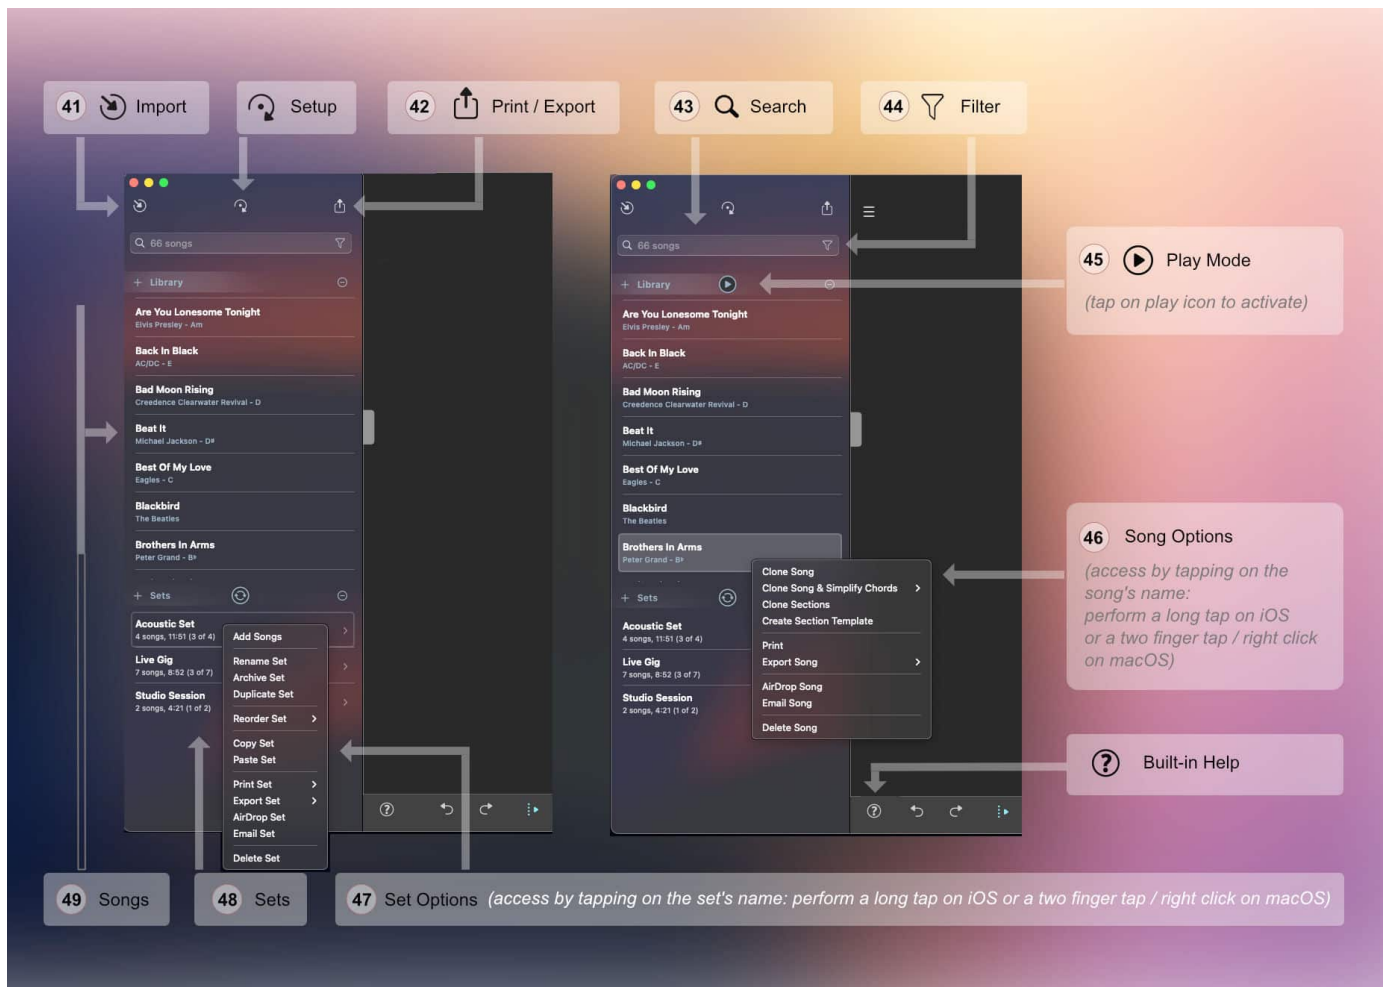 41 Import
Setup
42 Print / Export
43 Search
44 Filter
66 songs
+ Library
Are You Lonesome Tonight
Elvis Presley - Am
Back In Black
AC/DC - E
Bad Moon Rising
Creedence Clearwater Revival - D
Beat It
Michael Jackson - D#
Best Of My Love
Eagles - C
Blackbird
The Beatles
Brothers In Arms
Peter Grand - B♭
+ Sets
Acoustic Set
4 songs, 11:51 (3 of 4)
Live Gig
7 songs, 8:52 (3 of 7)
Studio Session
2 songs, 4:21 (1 of 2)
Add Songs
Rename Set
Archive Set
Duplicate Set
Reorder Set
Copy Set
Paste Set
Print Set
Export Set
AirDrop Set
Email Set
Delete Set
66 songs
+ Library
Are You Lonesome Tonight
Elvis Presley - Am
Back In Black
AC/DC - E
Bad Moon Rising
Creedence Clearwater Revival - D
Beat It
Michael Jackson - D#
Best Of My Love
Eagles - C
Blackbird
The Beatles
Brothers In Arms
Peter Grand - B♭
+ Sets
Acoustic Set
4 songs, 11:51 (3 of 4)
Live Gig
7 songs, 8:52 (3 of 7)
Studio Session
2 songs, 4:21 (1 of 2)
Clone Song
Clone Song & Simplify Chords
Clone Sections
Create Section Template
Print
Export Song
AirDrop Song
Email Song
Delete Song
45 Play Mode
(tap on play icon to activate)
46 Song Options
(access by tapping on the
song's name:
perform a long tap on iOS
or a two finger tap / right click
on macOS)
? Built-in Help
49 Songs
48 Sets
47 Set Options (access by tapping on the set's name: perform a long tap on iOS or a two finger tap / right click on macOS)